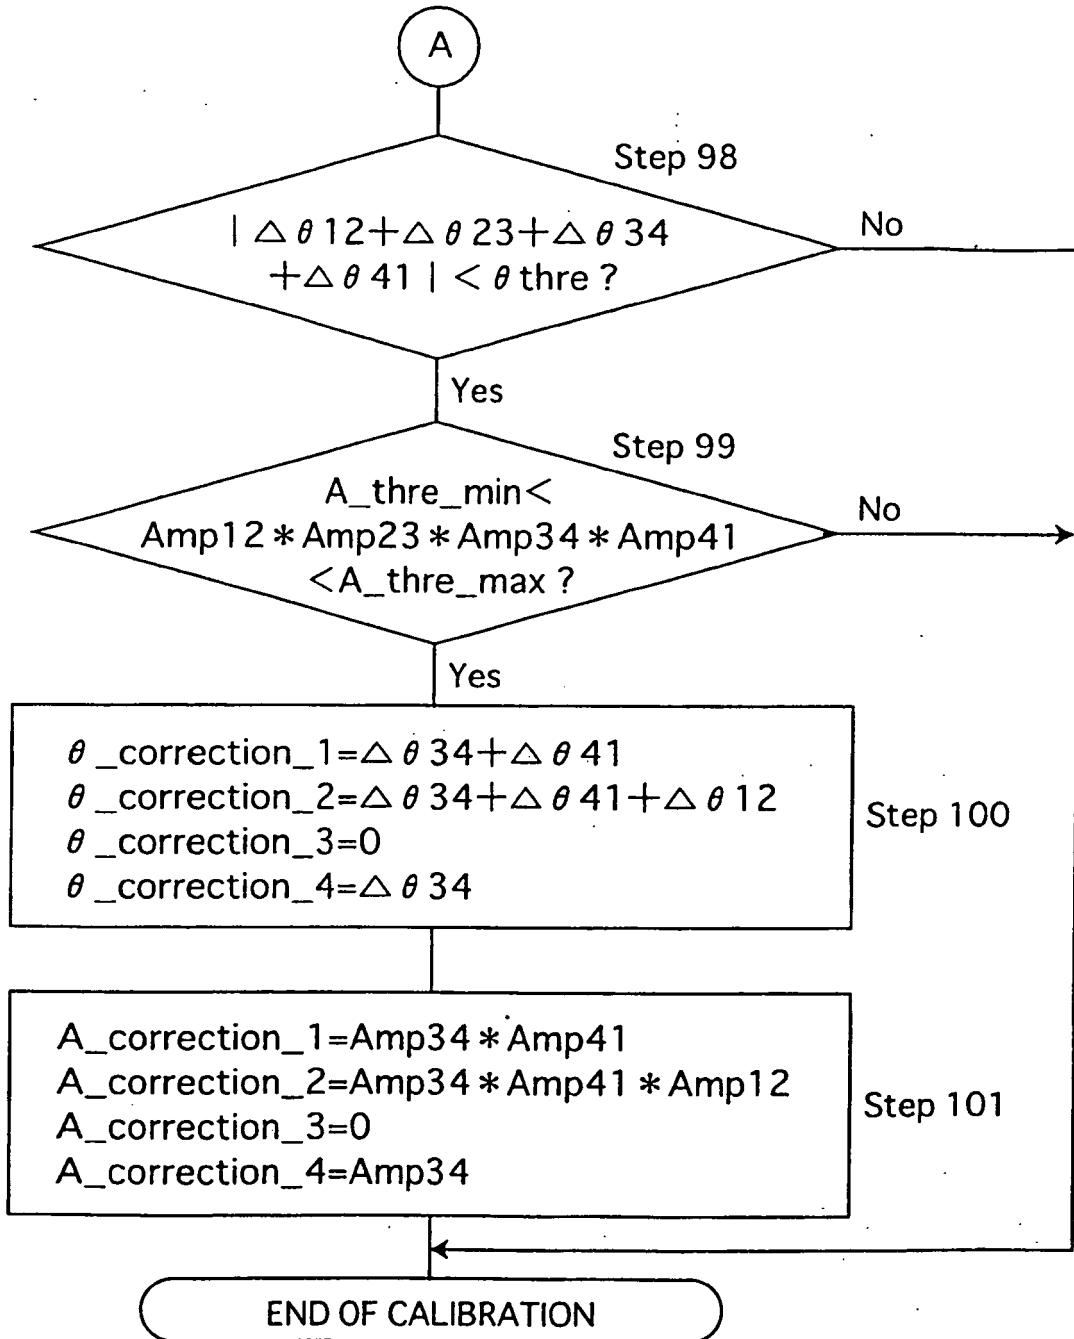 A
Step 98
| △θ12+△θ23+△θ34
+△θ41 | < θthre ?
No
Yes
Step 99
A_thre_min<
Amp12*Amp23*Amp34*Amp41
<A_thre_max ?
No
Yes
θ_correction_1=△θ34+△θ41
θ_correction_2=△θ34+△θ41+△θ12
θ_correction_3=0
θ_correction_4=△θ34
Step 100
A_correction_1=Amp34*Amp41
A_correction_2=Amp34*Amp41*Amp12
A_correction_3=0
A_correction_4=Amp34
Step 101
END OF CALIBRATION